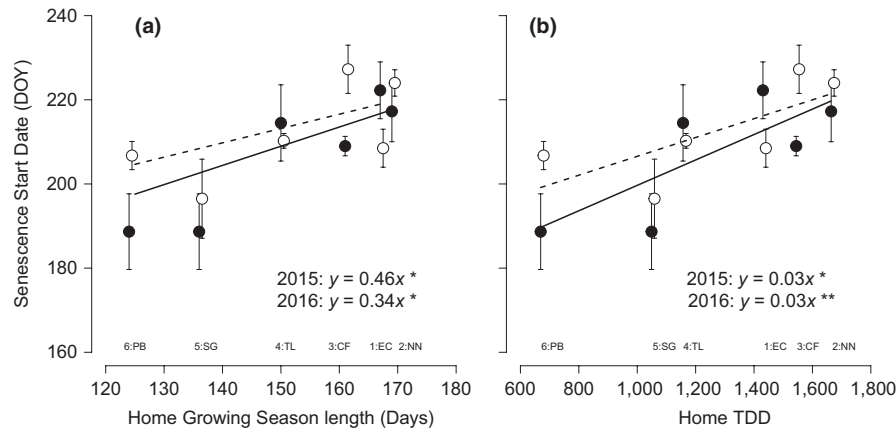 (a)
(b)
Senescence Start Date (DOY)
220
200
180
160
2015: y = 0.46x *
2016: y = 0.34x *
2015: y = 0.03x *
2016: y = 0.03x **
6:PB 5:SG 4:TL 3:CF 1:EC 2:NN
6:PB 5:SG 4:TL 1:EC 3:CF 2:NN
120 130 140 150 160 170 180
600 800 1,000 1,200 1,400 1,600 1,800
Home Growing Season length (Days)
Home TDD